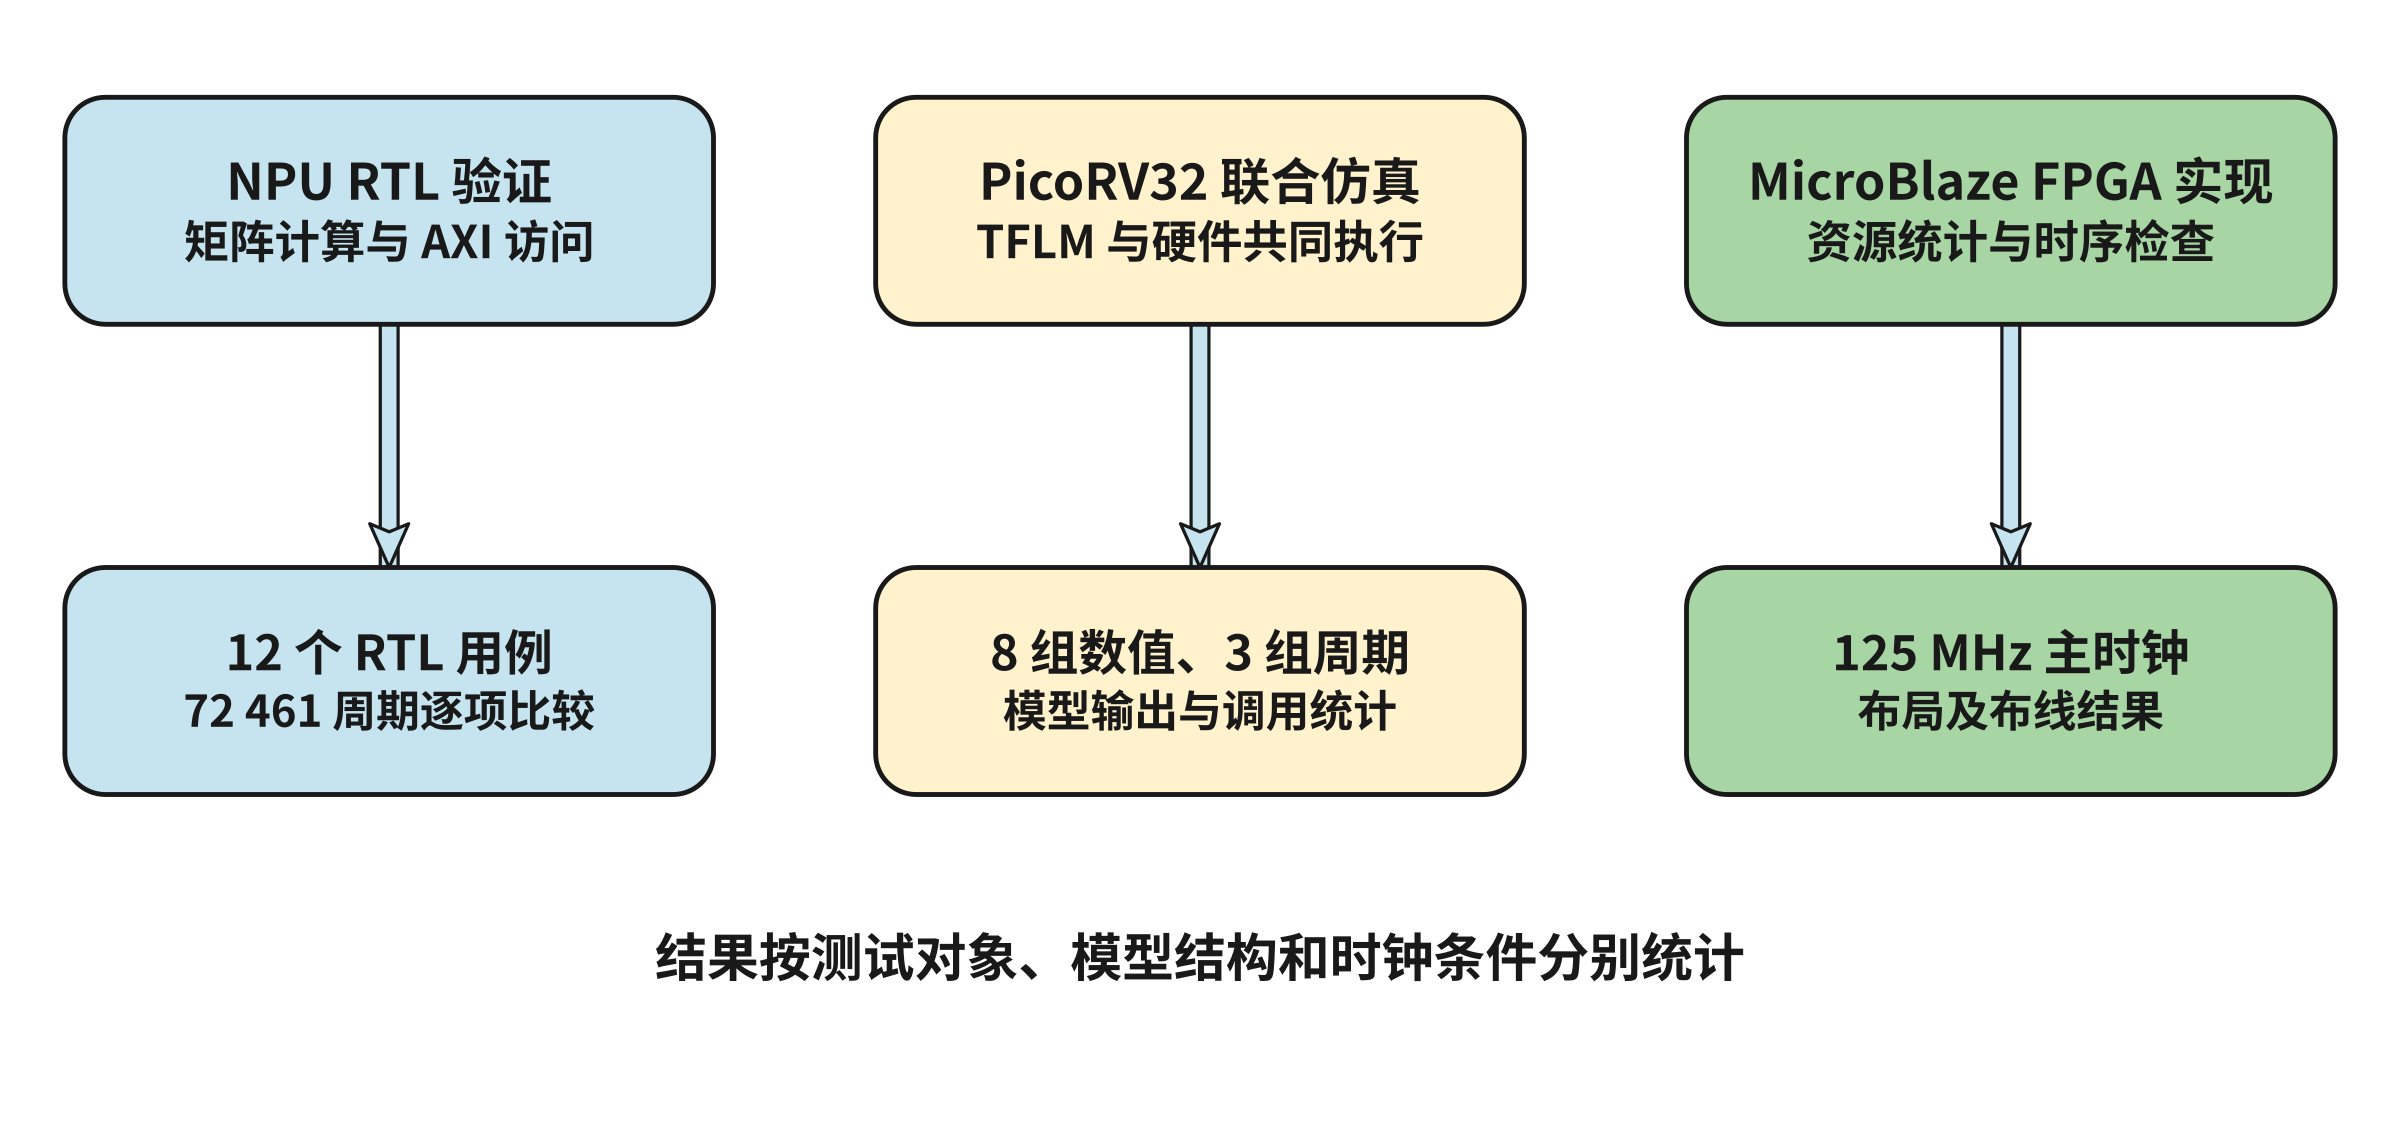 NPU RTL 验证
矩阵计算与 AXI 访问
PicoRV32 联合仿真
TFLM 与硬件共同执行
MicroBlaze FPGA 实现
资源统计与时序检查
12 个 RTL 用例
72 461 周期逐项比较
8 组数值、3 组周期
模型输出与调用统计
125 MHz 主时钟
布局及布线结果
结果按测试对象、模型结构和时钟条件分别统计